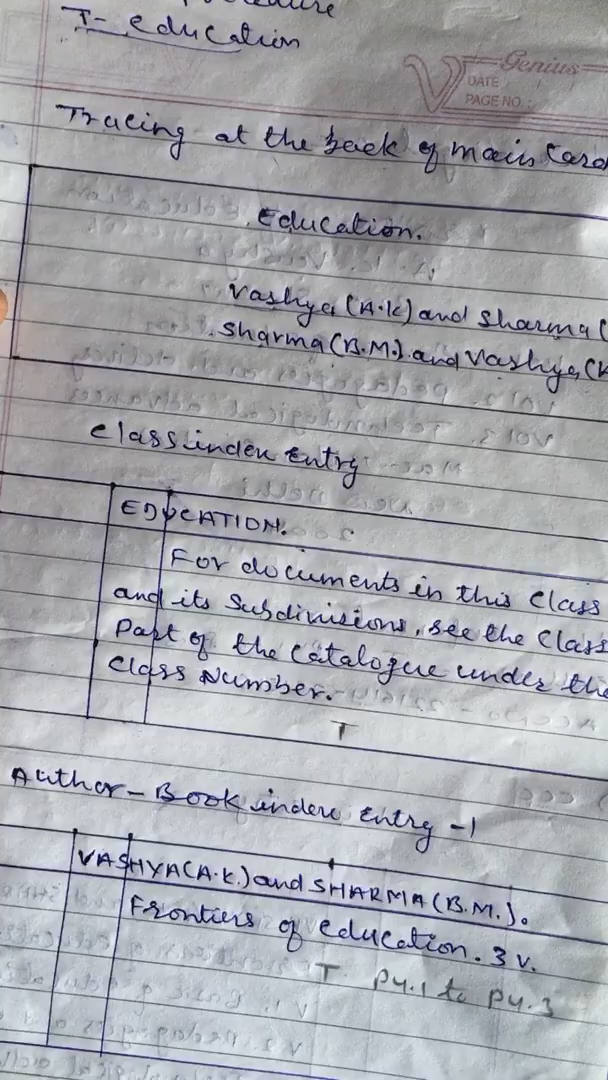 T- education
Genius
DATE
PAGE NO. :
Tracing at the back of main Card
Education.
Vashya (A.K) and Sharma (
Sharma (B.M.) and Vashya (
Class index Entry
EDUCATION.
For documents in this Class
and its Subdivisions, see the Class
Part of the Catalogue under the
Class Number.
T
Author-Book index Entry -1
VASHYA (A.K.) and SHARMA (B.M.).
Frontiers of education. 3 v.
T P4.1 to P4.3